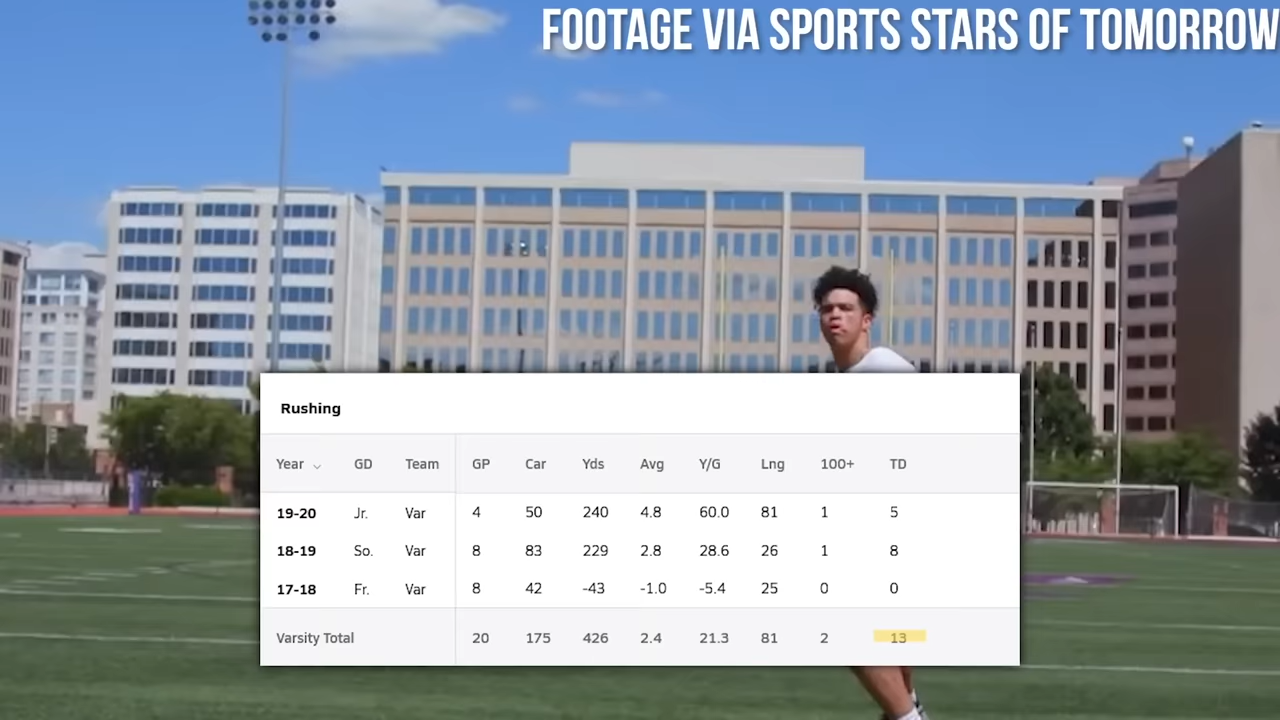 FOOTAGE VIA SPORTS STARS OF TOMORROW
Rushing
Year GD Team GP Car Yds Avg Y/G Lng 100+ TD
19-20 Jr. Var 4 50 240 4.8 60.0 81 1 5
18-19 So. Var 8 83 229 2.8 28.6 26 1 8
17-18 Fr. Var 8 42 -43 -1.0 -5.4 25 0 0
Varsity Total 20 175 426 2.4 21.3 81 2 13